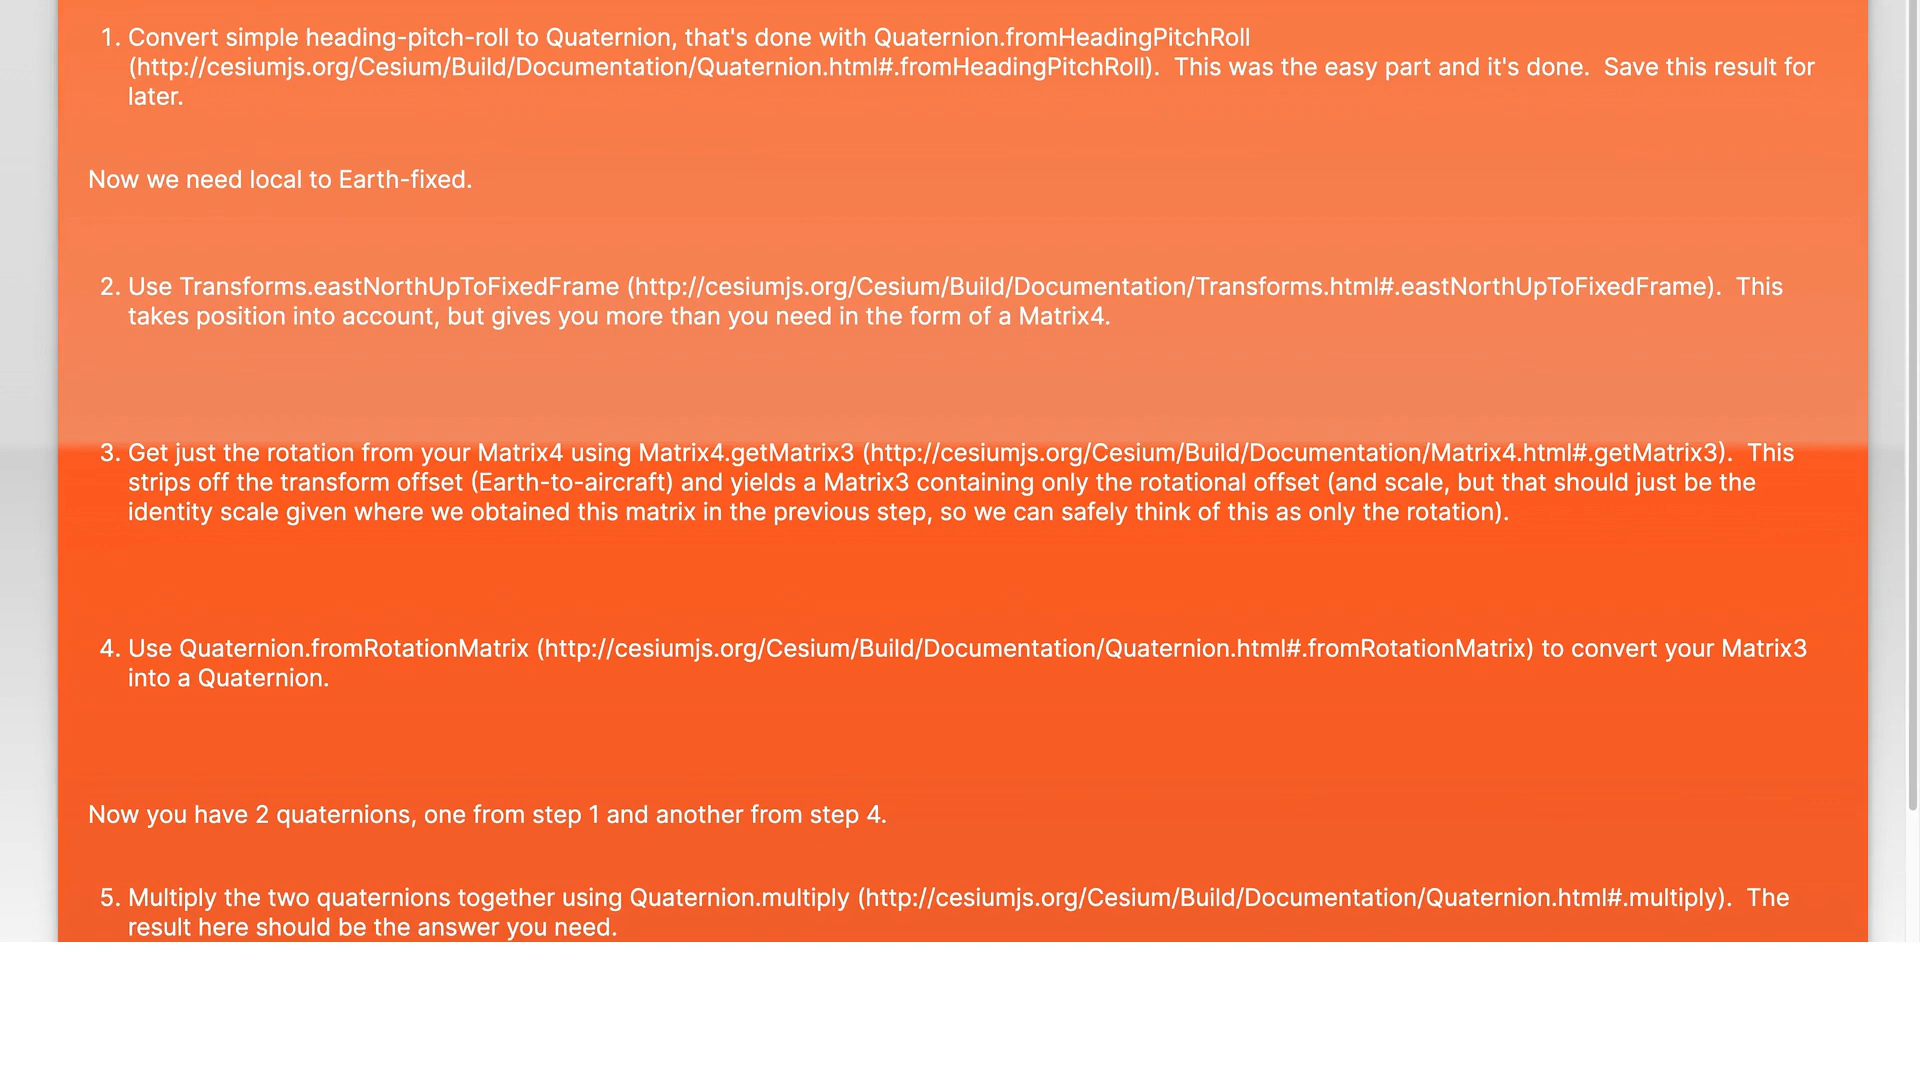 1. Convert simple heading-pitch-roll to Quaternion, that's done with Quaternion.fromHeadingPitchRoll
(http://cesiumjs.org/Cesium/Build/Documentation/Quaternion.html#.fromHeadingPitchRoll).  This was the easy part and it's done.  Save this result for
later.
Now we need local to Earth-fixed.
2. Use Transforms.eastNorthUpToFixedFrame (http://cesiumjs.org/Cesium/Build/Documentation/Transforms.html#.eastNorthUpToFixedFrame).  This
takes position into account, but gives you more than you need in the form of a Matrix4.
3. Get just the rotation from your Matrix4 using Matrix4.getMatrix3 (http://cesiumjs.org/Cesium/Build/Documentation/Matrix4.html#.getMatrix3).  This
strips off the transform offset (Earth-to-aircraft) and yields a Matrix3 containing only the rotational offset (and scale, but that should just be the
identity scale given where we obtained this matrix in the previous step, so we can safely think of this as only the rotation).
4. Use Quaternion.fromRotationMatrix (http://cesiumjs.org/Cesium/Build/Documentation/Quaternion.html#.fromRotationMatrix) to convert your Matrix3
into a Quaternion.
Now you have 2 quaternions, one from step 1 and another from step 4.
5. Multiply the two quaternions together using Quaternion.multiply (http://cesiumjs.org/Cesium/Build/Documentation/Quaternion.html#.multiply).  The
result here should be the answer you need.